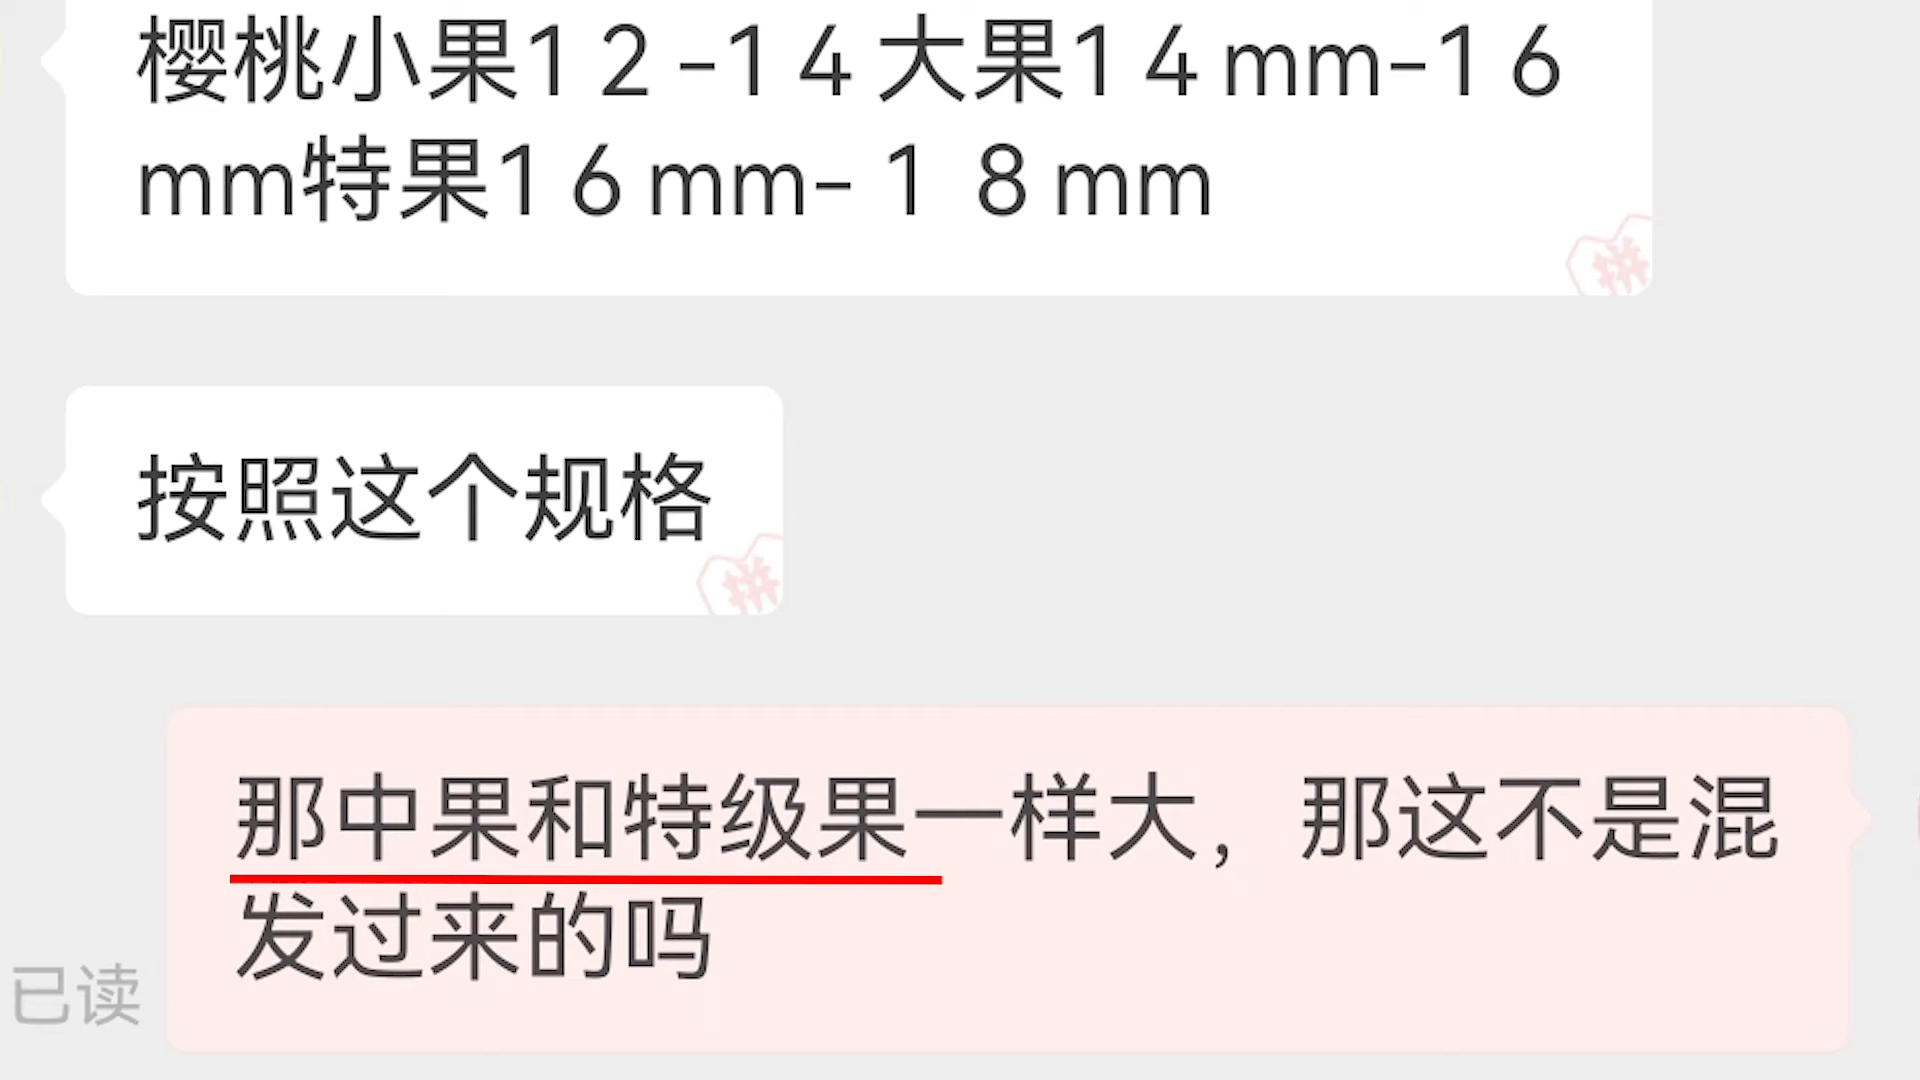 樱桃小果12-14大果14mm-16
mm特果16mm-18mm
拼
按照这个规格
拼
那中果和特级果一样大，那这不是混
发过来的吗
已读